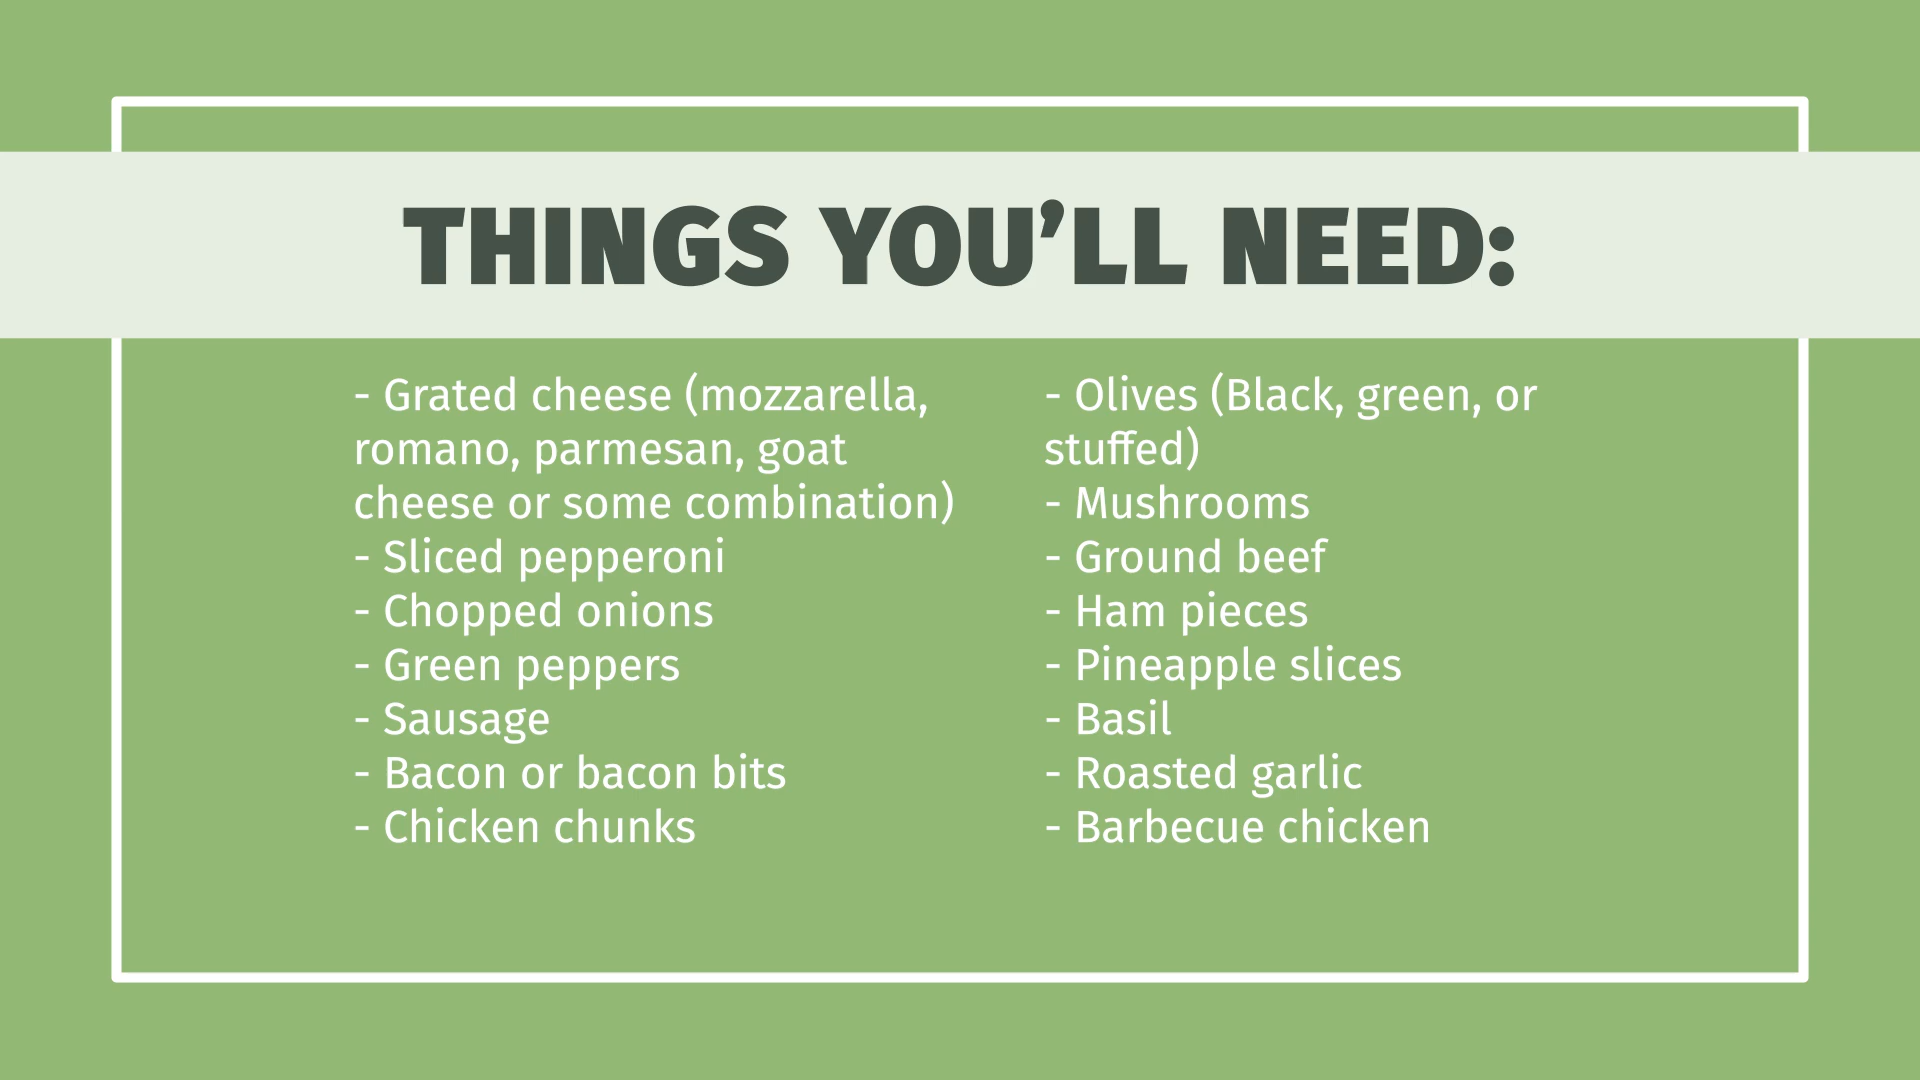 THINGS YOU’LL NEED:
- Grated cheese (mozzarella,
romano, parmesan, goat
cheese or some combination)
- Sliced pepperoni
- Chopped onions
- Green peppers
- Sausage
- Bacon or bacon bits
- Chicken chunks
- Olives (Black, green, or
stuffed)
- Mushrooms
- Ground beef
- Ham pieces
- Pineapple slices
- Basil
- Roasted garlic
- Barbecue chicken